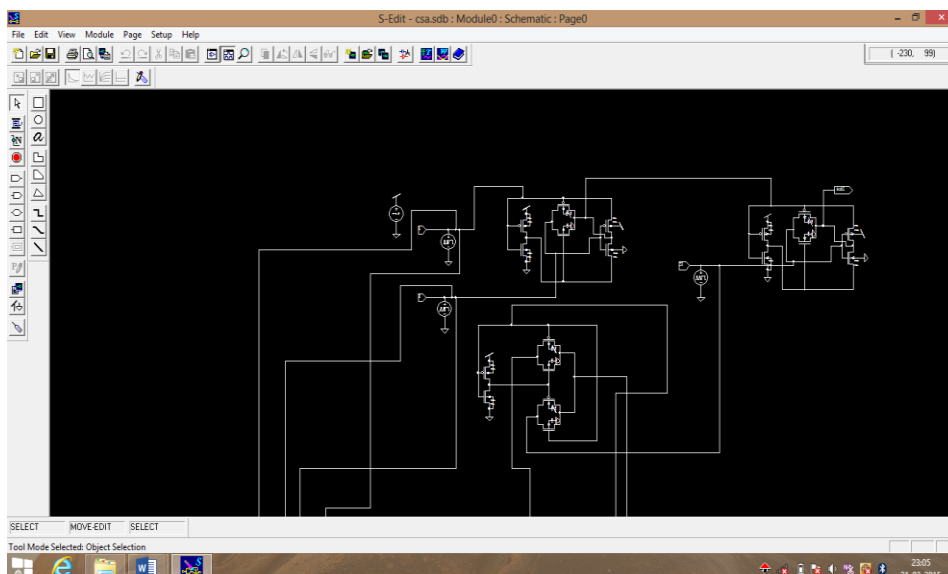 S-Edit - csa.sdb : Module0 : Schematic : Page0
File Edit View Module Page Setup Help
( -230, 99)
SELECT MOVE-EDIT SELECT
Tool Mode Selected: Object Selection
23:05